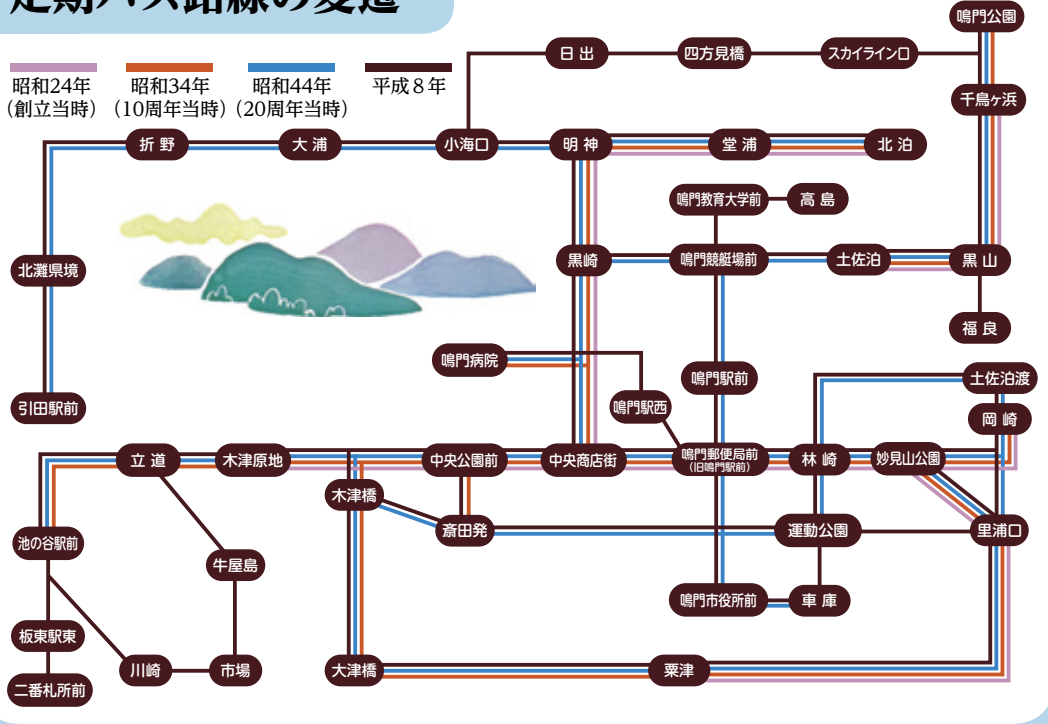 定期バス路線の変遷
昭和24年
(創立当時)
昭和34年
(10周年当時)
昭和44年
(20周年当時)
平成8年
鳴門公園
日出
四方見橋
スカイライン口
千鳥ヶ浜
折野
大浦
小海口
明神
堂浦
北泊
鳴門教育大学前
高島
北灘県境
黒崎
鳴門競艇場前
土佐泊
黒山
福良
鳴門病院
鳴門駅前
土佐泊渡
引田駅前
鳴門駅西
岡崎
立道
木津原地
中央公園前
中央商店街
鳴門郵便局前
(旧鳴門駅前)
林崎
妙見山公園
木津橋
斎田発
運動公園
里浦口
池の谷駅前
牛屋島
鳴門市役所前
車庫
板東駅東
川崎
市場
大津橋
粟津
二番札所前